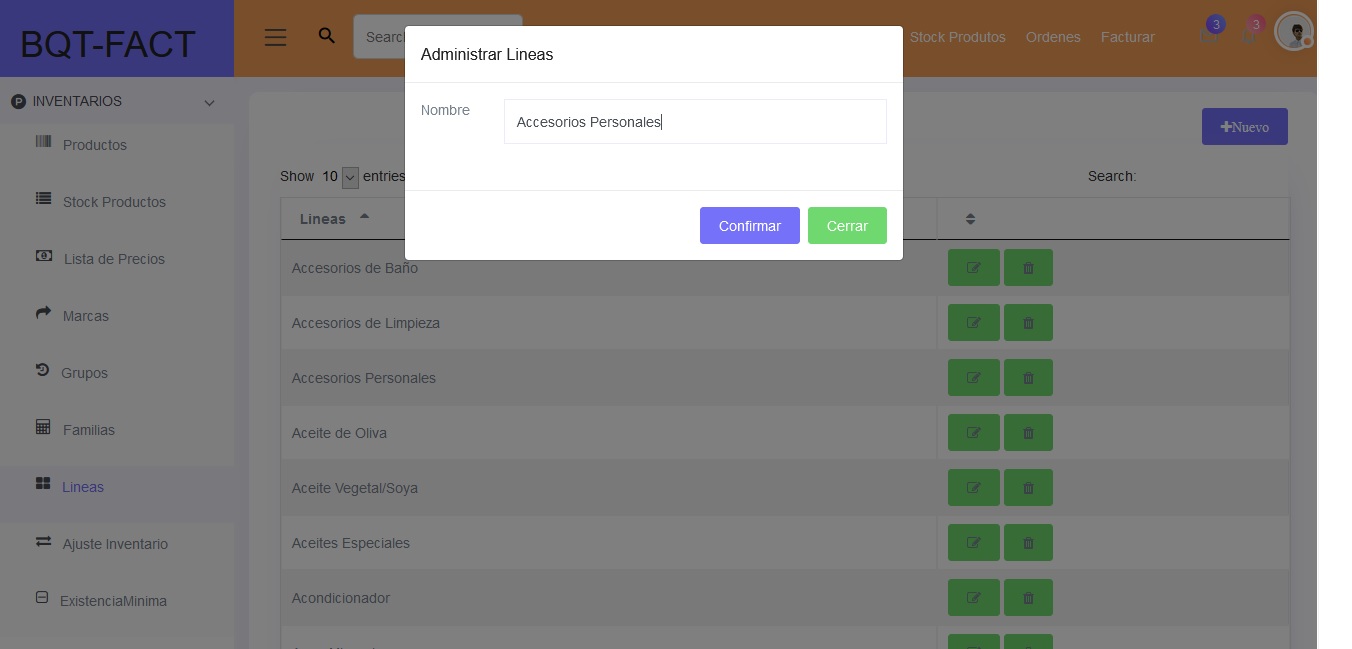 BQT-FACT
Searc
Stock Produtos
Ordenes
Facturar
3
3
Administrar Lineas
Nombre
Accesorios Personales
Confirmar
Cerrar
INVENTARIOS
Productos
Stock Productos
Lista de Precios
Marcas
Grupos
Familias
Lineas
Ajuste Inventario
ExistenciaMinima
Nuevo
Show 10 entries
Search:
Lineas
Accesorios de Baño
Accesorios de Limpieza
Accesorios Personales
Aceite de Oliva
Aceite Vegetal/Soya
Aceites Especiales
Acondicionador